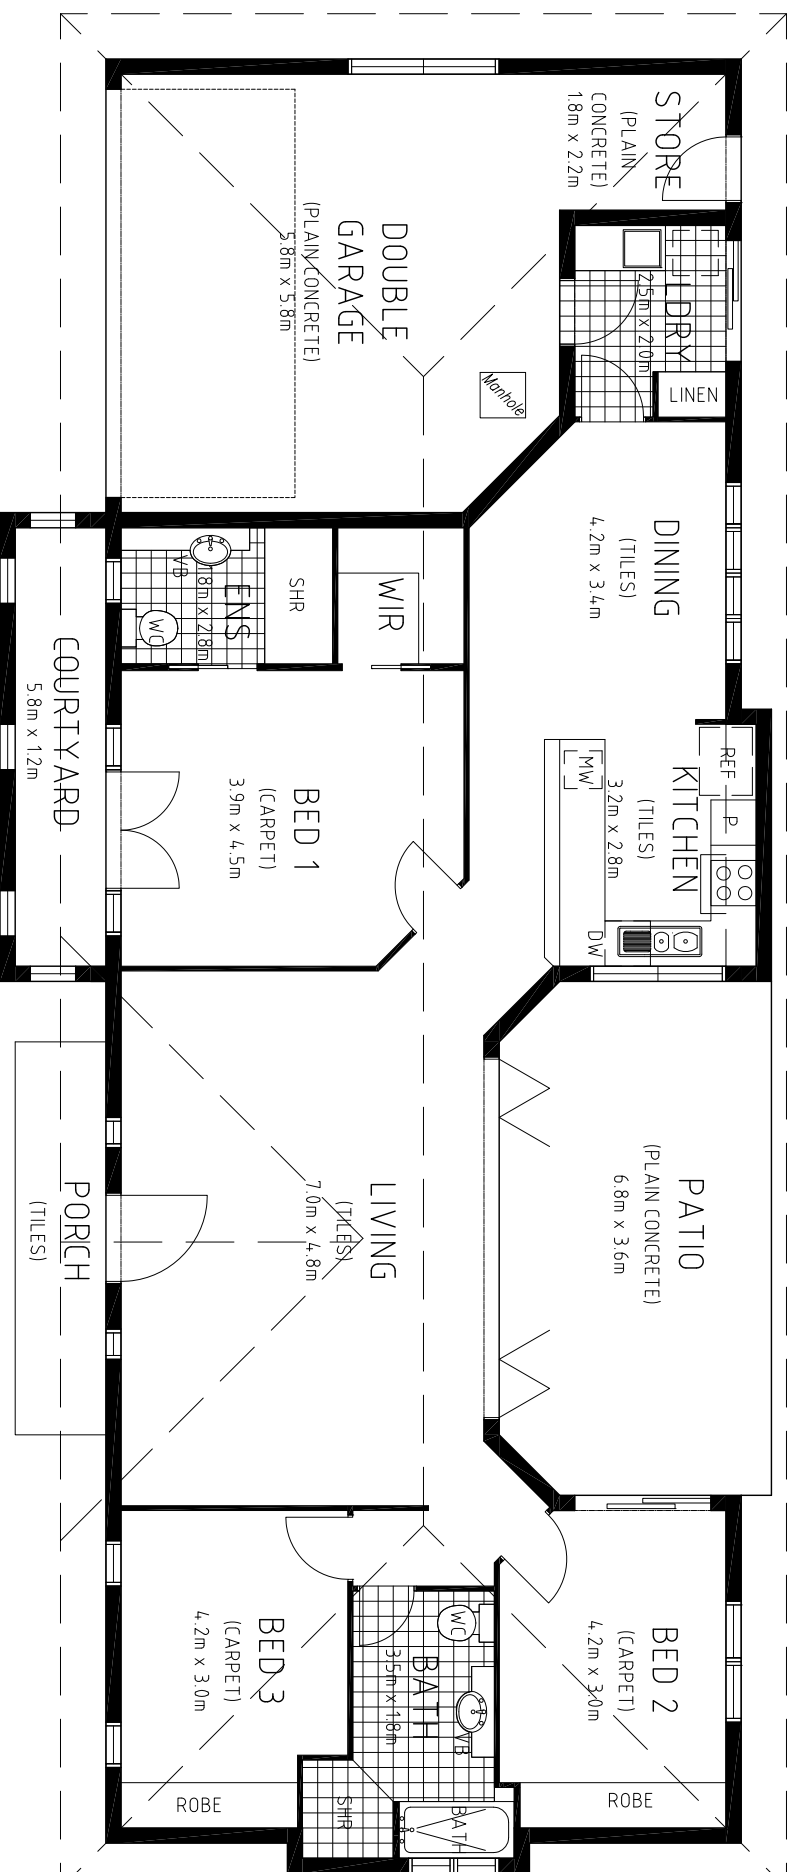 STORE
(PLAIN
CONCRETE)
1.8m x 2.2m
DOUBLE
GARAGE
(PLAIN CONCRETE)
5.8m x 5.8m
LDRY
2.5m x 2.0m
LINEN
Manhole
DINING
(TILES)
4.2m x 3.4m
ENS
1.8m x 2.8m
VB
WC
SHR
WIR
COURTYARD
5.8m x 1.2m
BED 1
(CARPET)
3.9m x 4.5m
KITCHEN
(TILES)
3.2m x 2.8m
REF
P
MW
DW
LIVING
(TILES)
7.0m x 4.8m
PATIO
(PLAIN CONCRETE)
6.8m x 3.6m
PORCH
(TILES)
BED 3
(CARPET)
4.2m x 3.0m
ROBE
BATH
3.5m x 1.8m
WC
VB
SHR
BATH
BED 2
(CARPET)
4.2m x 3.0m
ROBE